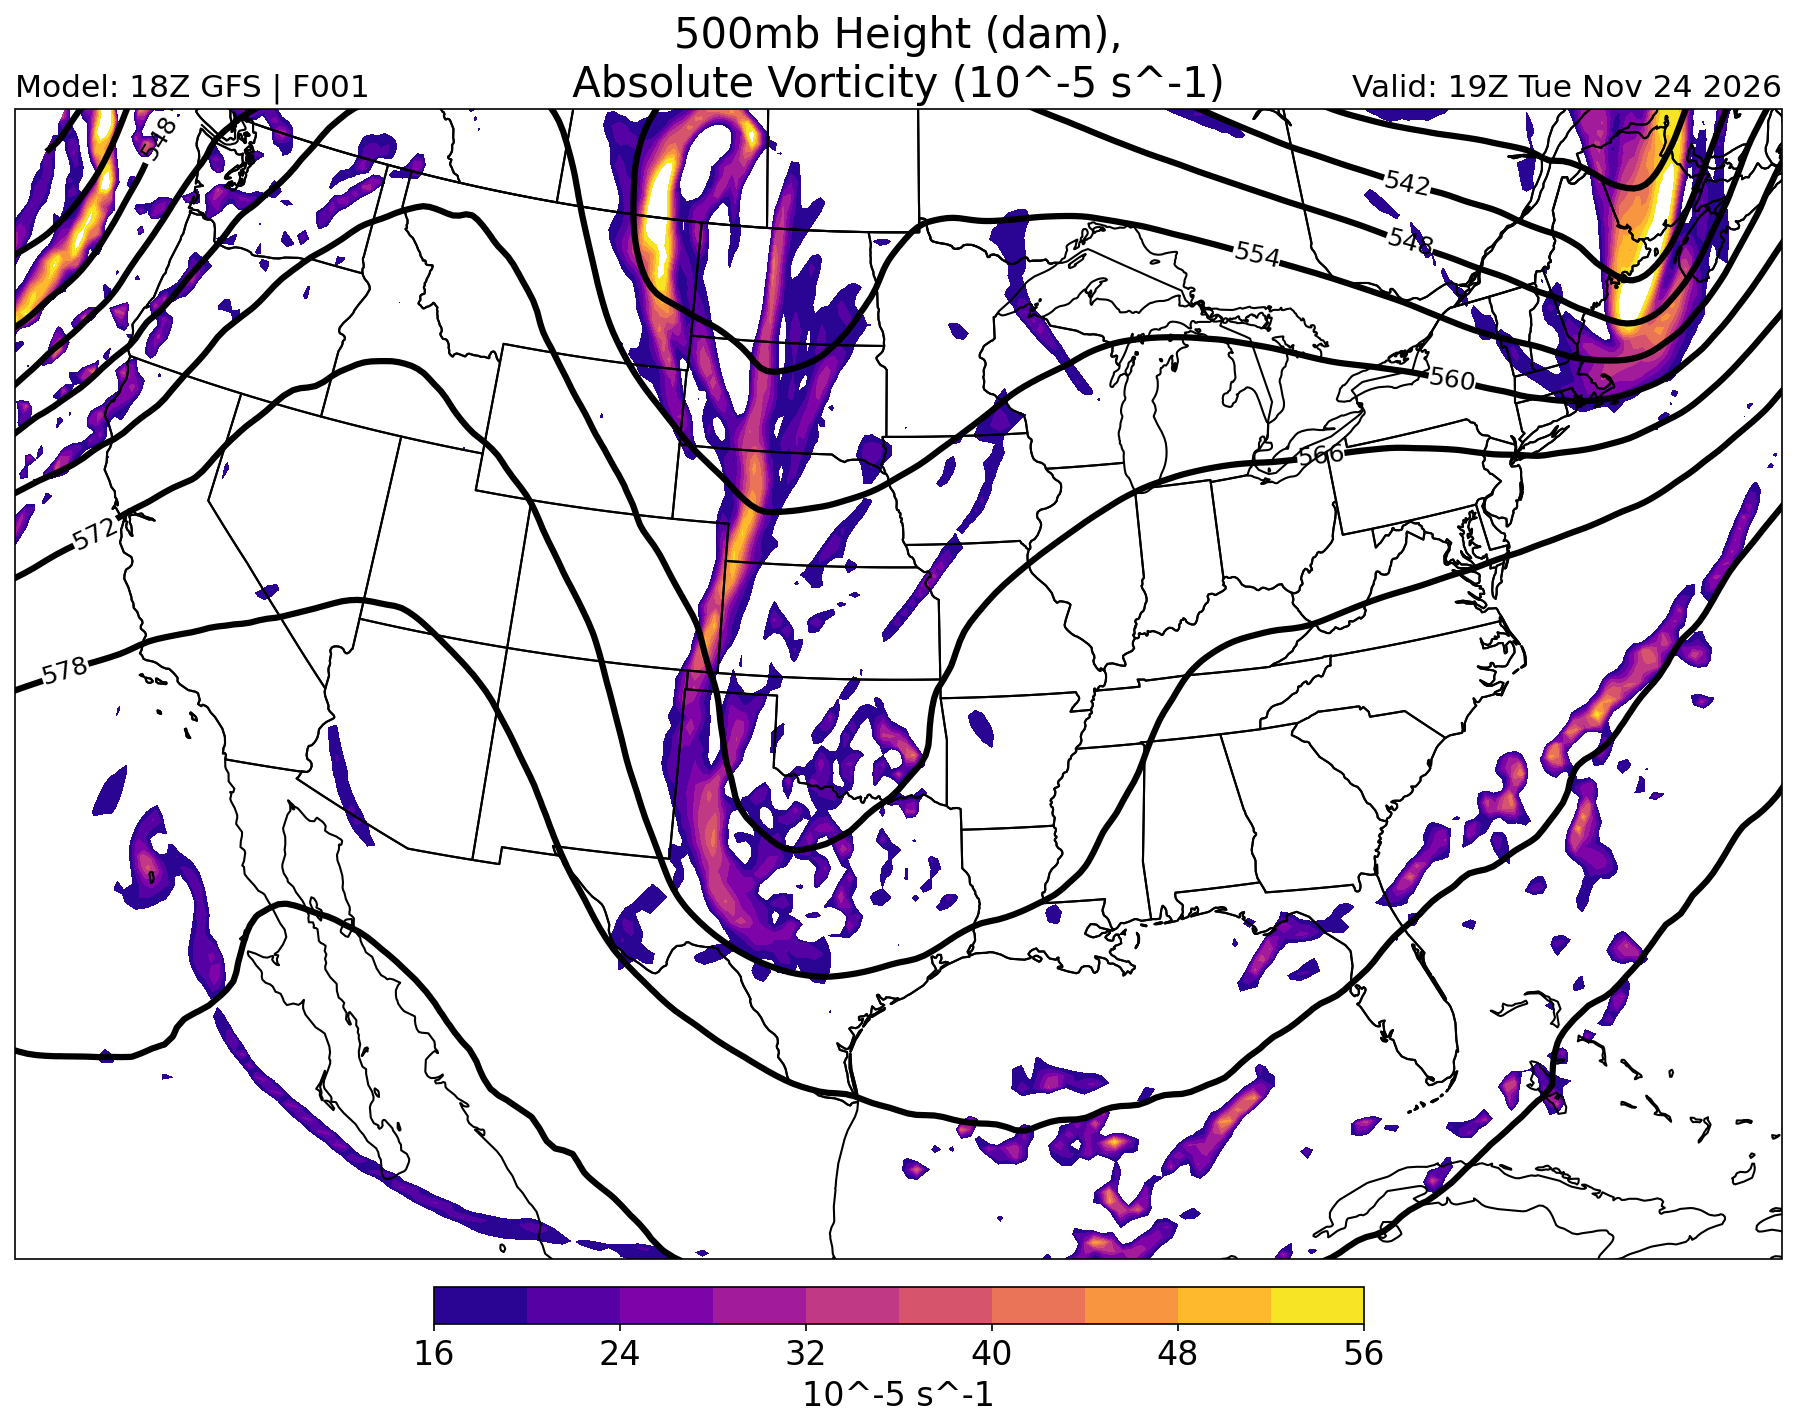 500mb Height (dam),
Absolute Vorticity (10^-5 s^-1)
Model: 18Z GFS | F001
Valid: 19Z Tue Nov 24 2026
548
542
548
554
560
566
572
578
16 24 32 40 48 56
10^-5 s^-1